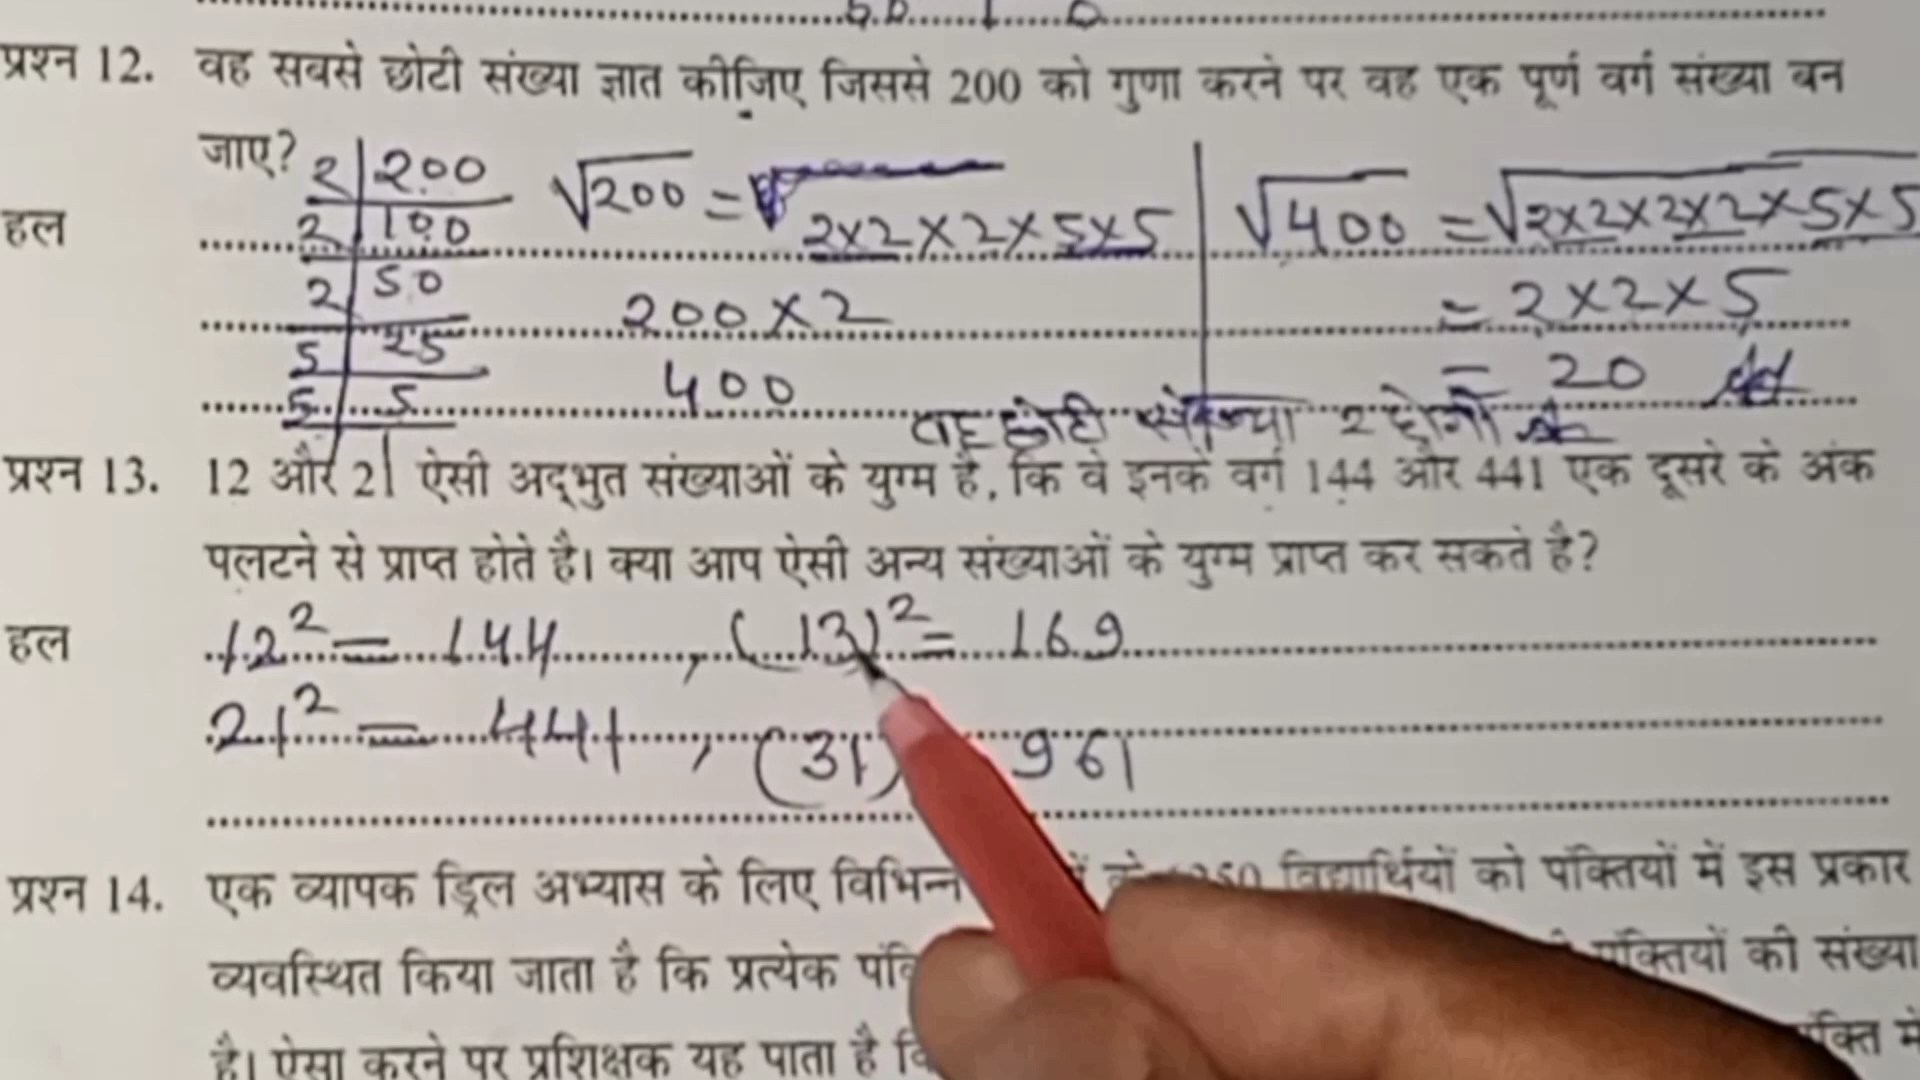 प्रश्न 12. वह सबसे छोटी संख्या ज्ञात कीजिए जिससे 200 को गुणा करने पर वह एक पूर्ण वर्ग संख्या बन
जाए?
हल
2 | 200
2 | 100
2 | 50
5 | 25
5 | 5
1
√200 = √2×2×2×5×5
200×2
400
√400 = √2×2×2×2×5×5
= 2×2×5
= 20
वह छोटी संख्या 2 होगी
प्रश्न 13. 12 और 21 ऐसी अद्भुत संख्याओं के युग्म है, कि वे इनके वर्ग 144 और 441 एक दूसरे के अंक
पलटने से प्राप्त होते है। क्या आप ऐसी अन्य संख्याओं के युग्म प्राप्त कर सकते है?
हल 12² = 144, (13)² = 169
21² = 441, (31) 961
प्रश्न 14. एक व्यापक ड्रिल अभ्यास के लिए विभिन्न विद्यार्थियों को पंक्तियों में इस प्रकार
व्यवस्थित किया जाता है कि प्रत्येक पंक्तियों की संख्या
है। ऐसा करने पर प्रशिक्षक यह पाता है